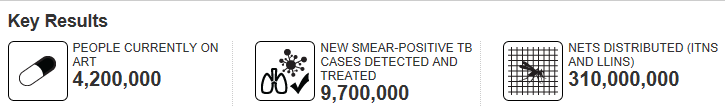 Key Results
PEOPLE CURRENTLY ON
ART
4,200,000
NEW SMEAR-POSITIVE TB
CASES DETECTED AND
TREATED
9,700,000
NETS DISTRIBUTED (ITNS
AND LLINS)
310,000,000